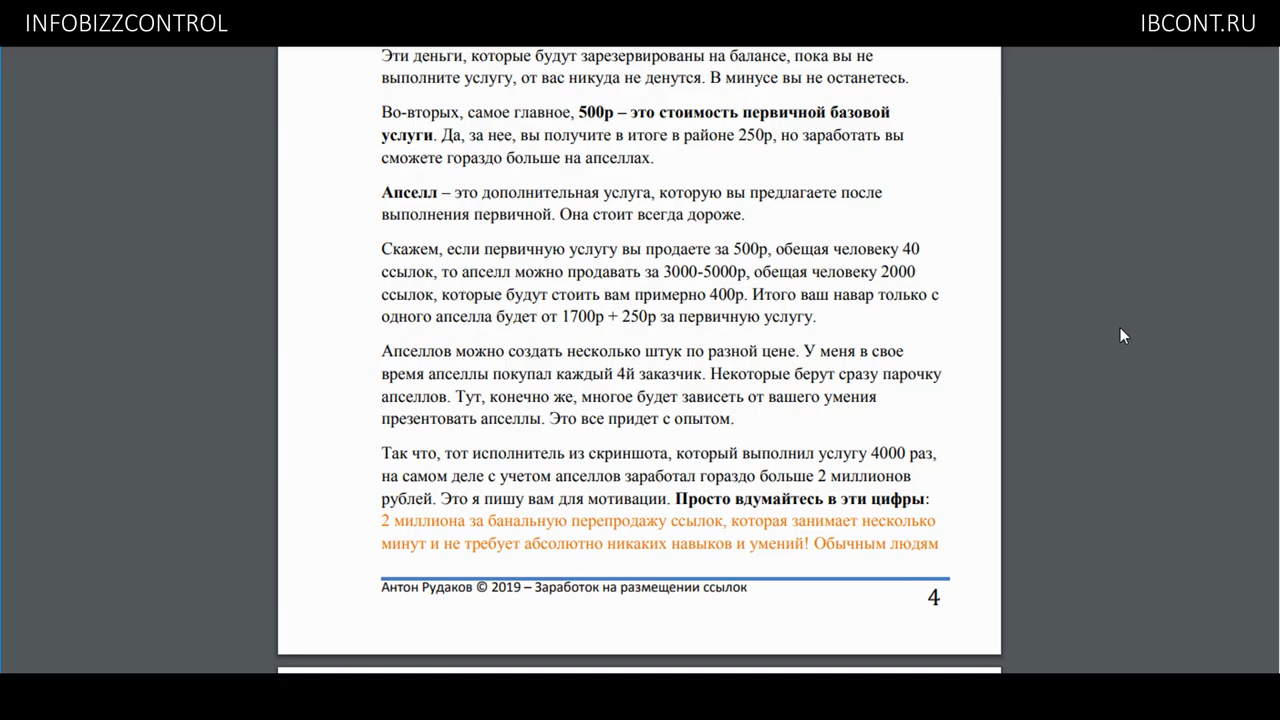 INFOBIZZCONTROL
IBCONT.RU
Эти деньги, которые будут зарезервированы на балансе, пока вы не
выполните услугу, от вас никуда не денутся. В минусе вы не останетесь.
Во-вторых, самое главное, 500р – это стоимость первичной базовой
услуги. Да, за нее, вы получите в итоге в районе 250р, но заработать вы
сможете гораздо больше на апселлах.
Апселл – это дополнительная услуга, которую вы предлагаете после
выполнения первичной. Она стоит всегда дороже.
Скажем, если первичную услугу вы продаете за 500р, обещая человеку 40
ссылок, то апселл можно продавать за 3000-5000р, обещая человеку 2000
ссылок, которые будут стоить вам примерно 400р. Итого ваш навар только с
одного апселла будет от 1700р + 250р за первичную услугу.
Апселлов можно создать несколько штук по разной цене. У меня в свое
время апселлы покупал каждый 4й заказчик. Некоторые берут сразу парочку
апселлов. Тут, конечно же, многое будет зависеть от вашего умения
презентовать апселлы. Это все придет с опытом.
Так что, тот исполнитель из скриншота, который выполнил услугу 4000 раз,
на самом деле с учетом апселлов заработал гораздо больше 2 миллионов
рублей. Это я пишу вам для мотивации. Просто вдумайтесь в эти цифры:
2 миллиона за банальную перепродажу ссылок, которая занимает несколько
минут и не требует абсолютно никаких навыков и умений! Обычным людям
Антон Рудаков © 2019 – Заработок на размещении ссылок
4